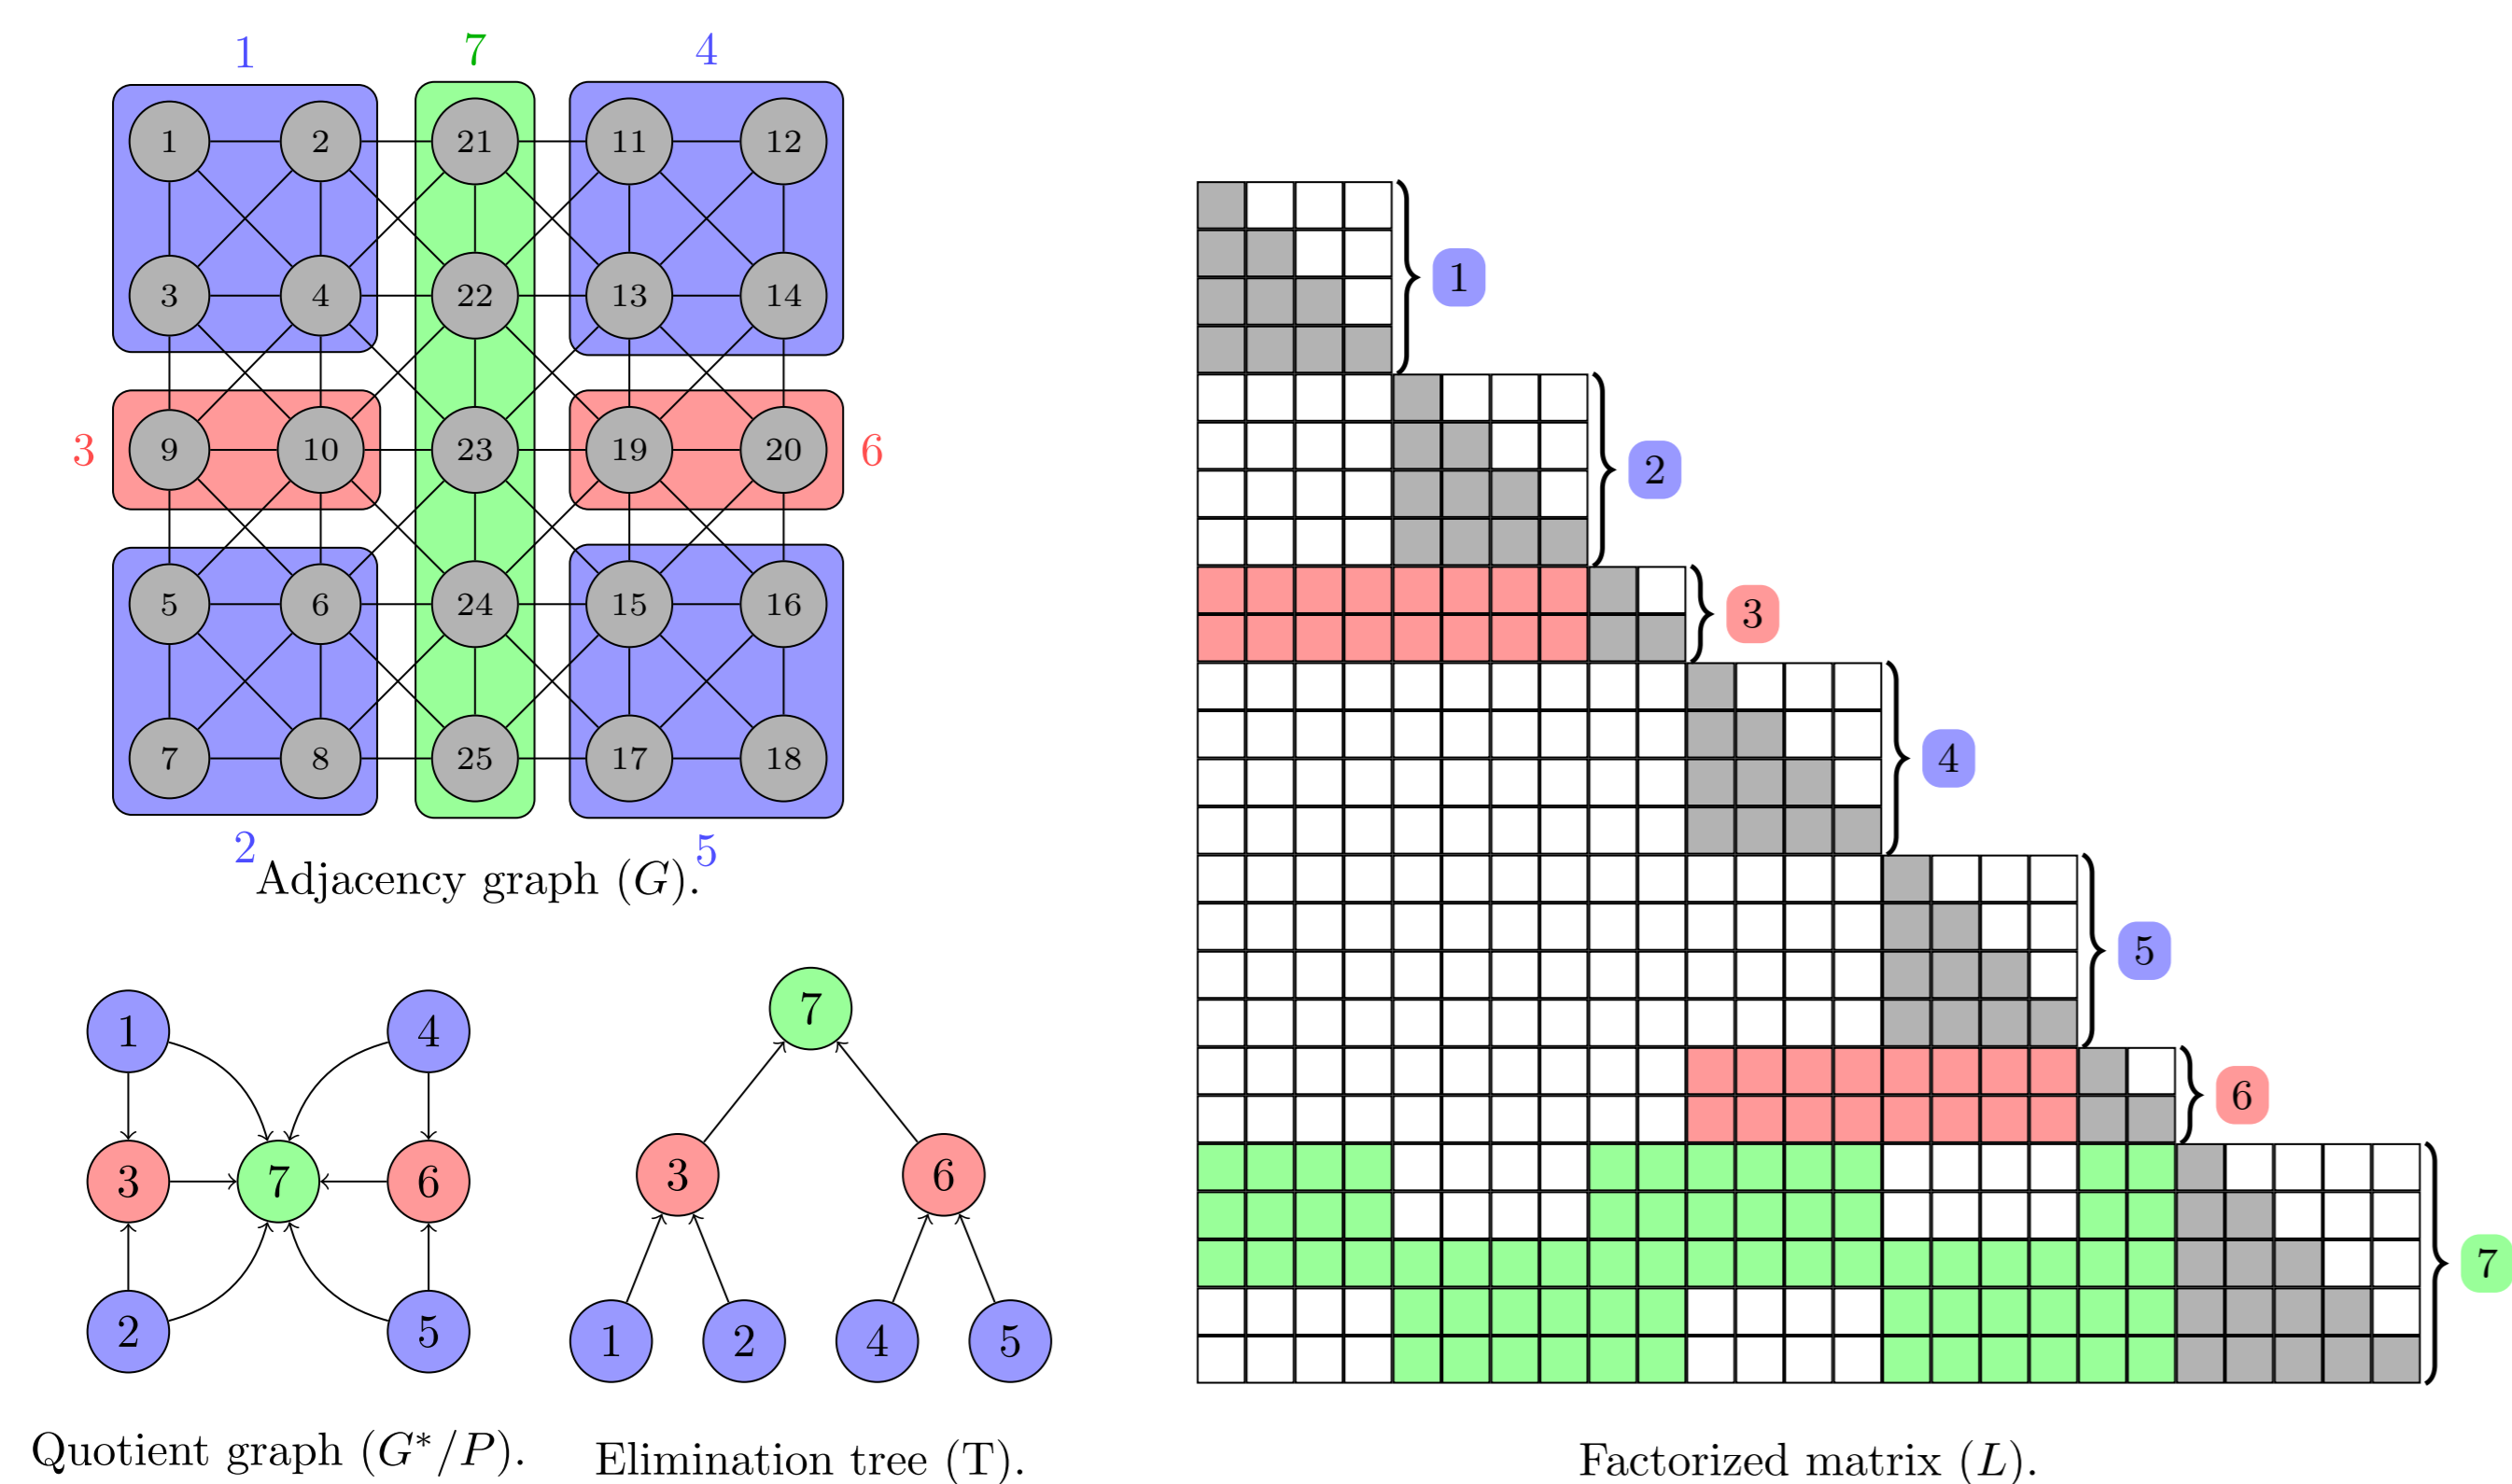 1 7 4
1 2 21 11 12
3 4 22 13 14
3 9 10 23 19 20 6
5 6 24 15 16
7 8 25 17 18
2 5
Adjacency graph (G).
1 4
3 7 6
2 5
Quotient graph (G*/P).
7
3 6
1 2 4 5
Elimination tree (T).
1
2
3
4
5
6
7
Factorized matrix (L).